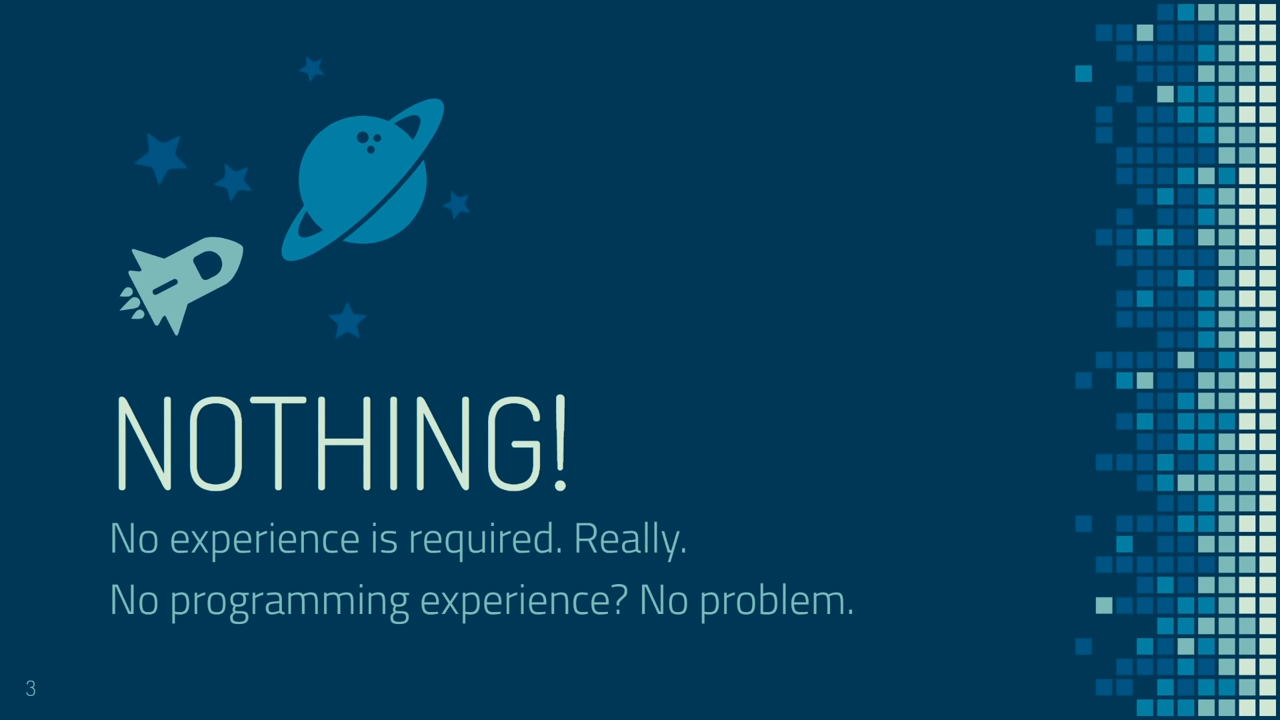 NOTHING!
No experience is required. Really.
No programming experience? No problem.
3